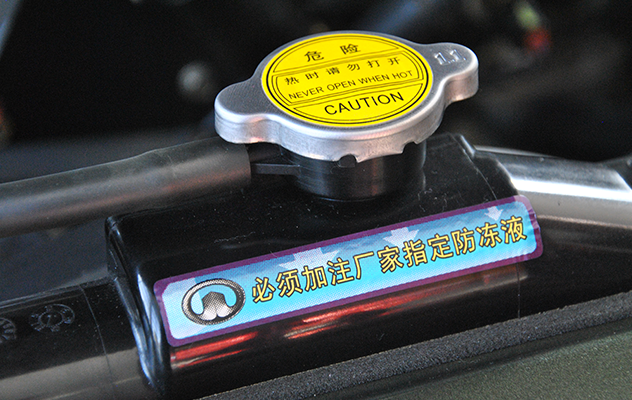 危险
热时请勿打开
NEVER OPEN WHEN HOT
CAUTION
1.1
必须加注厂家指定防冻液